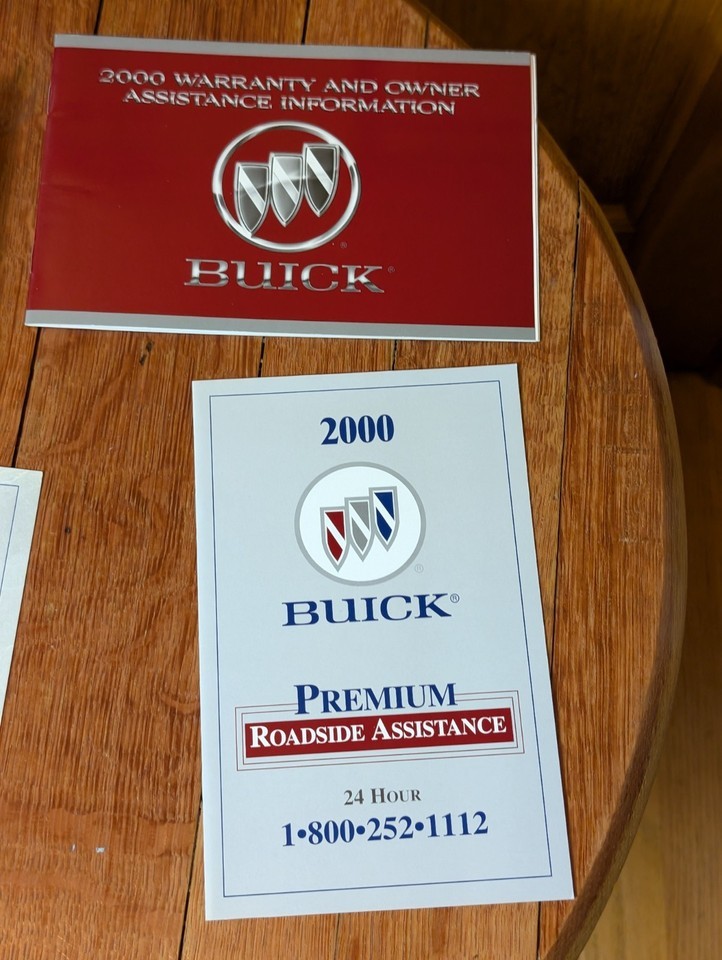 2000 WARRANTY AND OWNER
ASSISTANCE INFORMATION
®
BUICK®
2000
®
BUICK®
PREMIUM
ROADSIDE ASSISTANCE
24 HOUR
1•800•252•1112